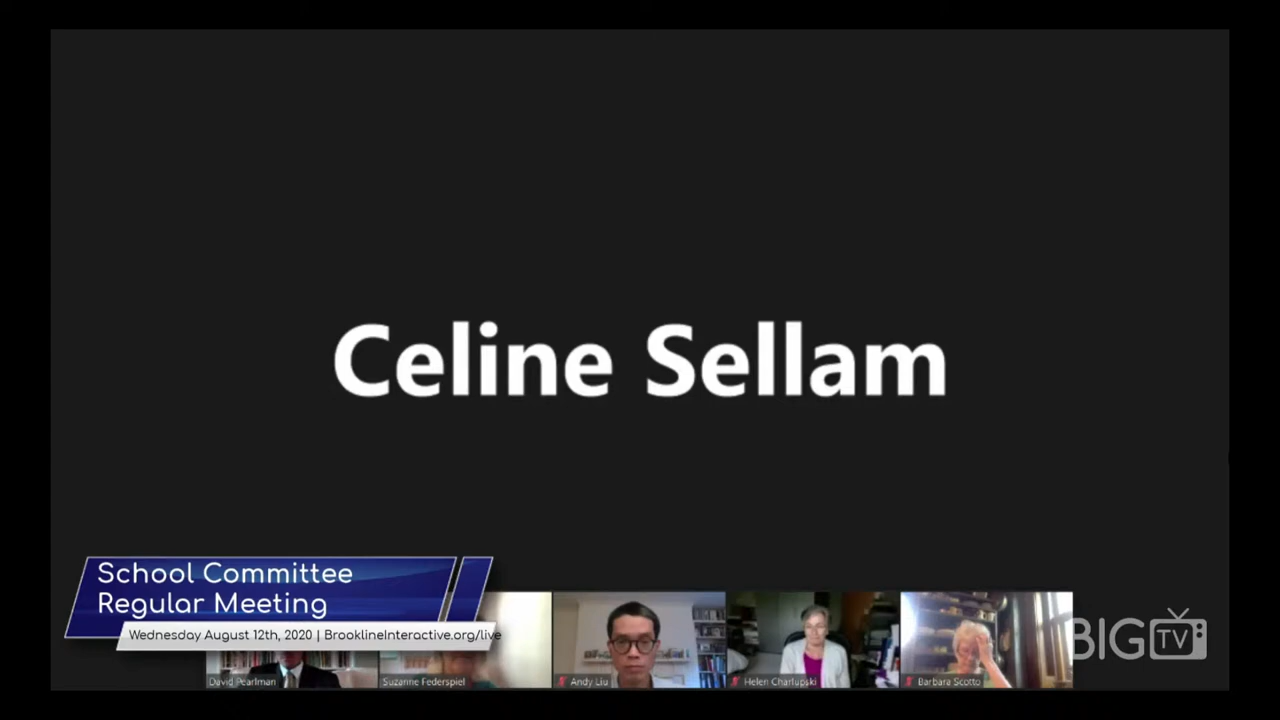 Celine Sellam
School Committee
Regular Meeting
Wednesday August 12th, 2020 | BrooklineInteractive.org/live
David Pearlman
Suzanne Federspiel
Andy Liu
Helen Charlupski
Barbara Scotto
BIG TV